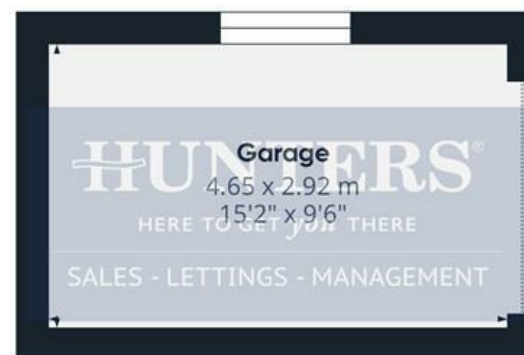 HUNTERS®
Garage
4.65 x 2.92 m
15'2" x 9'6"
HERE TO GET you THERE
SALES - LETTINGS - MANAGEMENT